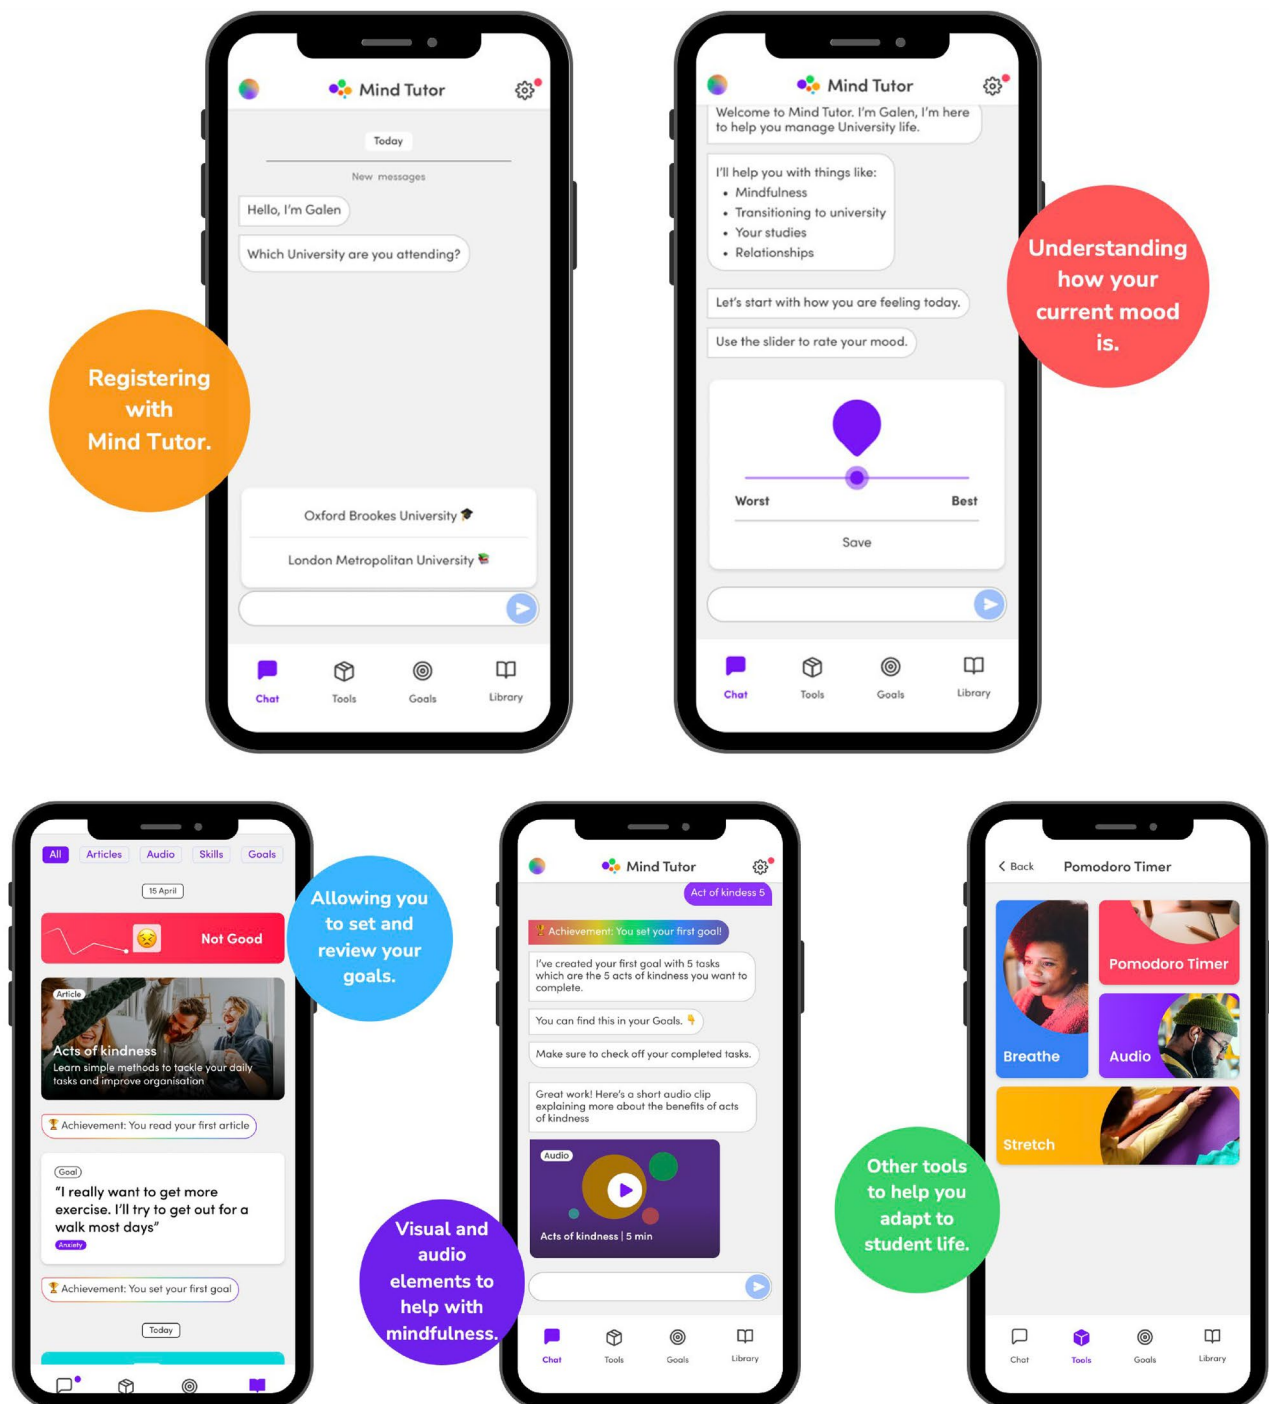 Mind Tutor
Today
New messages
Hello, I'm Galen
Which University are you attending?
Oxford Brookes University
London Metropolitan University
Chat
Tools
Goals
Library
Registering
with
Mind Tutor.
Mind Tutor
Welcome to Mind Tutor. I'm Galen, I'm here
to help you manage University life.
I'll help you with things like:
• Mindfulness
• Transitioning to university
• Your studies
• Relationships
Let's start with how you are feeling today.
Use the slider to rate your mood.
Worst
Best
Save
Chat
Tools
Goals
Library
Understanding
how your
current mood
is.
All
Articles
Audio
Skills
Goals
15 April
Not Good
Article
Acts of kindness
Learn simple methods to tackle your daily
tasks and improve organisation
Achievement: You read your first article
Goal
"I really want to get more
exercise. I'll try to get out for a
walk most days"
Anxiety
Achievement: You set your first goal
Today
Allowing you
to set and
review your
goals.
Mind Tutor
Act of kindess 5
Achievement: You set your first goal!
I've created your first goal with 5 tasks
which are the 5 acts of kindness you want to
complete.
You can find this in your Goals.
Make sure to check off your completed tasks.
Great work! Here's a short audio clip
explaining more about the benefits of acts
of kindness
Audio
Acts of kindness | 5 min
Chat
Tools
Goals
Library
Visual and
audio
elements to
help with
mindfulness.
Back
Pomodoro Timer
Breathe
Pomodoro Timer
Audio
Stretch
Chat
Tools
Goals
Library
Other tools
to help you
adapt to
student life.